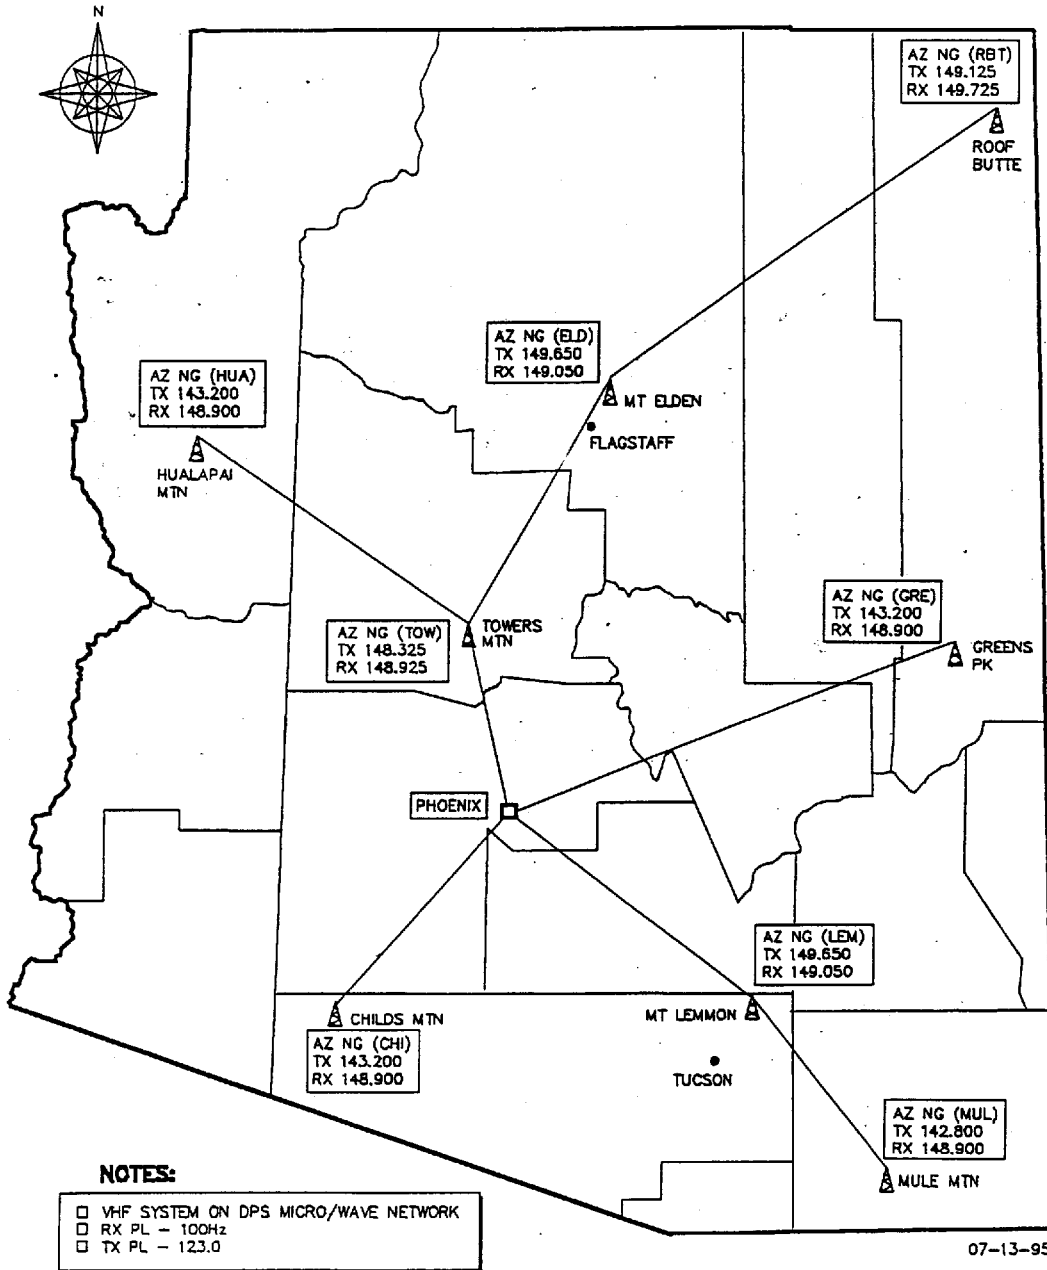 N
AZ NG (RBT)
TX 149.125
RX 149.725
ROOF
BUTTE
AZ NG (ELD)
TX 149.650
RX 149.050
MT ELDEN
FLAGSTAFF
AZ NG (HUA)
TX 143.200
RX 148.900
HUALAPAI
MTN
AZ NG (TOW)
TX 148.325
RX 148.925
TOWERS
MTN
AZ NG (GRE)
TX 143.200
RX 148.900
GREENS
PK
PHOENIX
AZ NG (LEM)
TX 149.650
RX 149.050
MT LEMMON
CHILDS MTN
AZ NG (CHI)
TX 143.200
RX 148.900
TUCSON
AZ NG (MUL)
TX 142.800
RX 148.900
MULE MTN
NOTES:
VHF SYSTEM ON DPS MICRO/WAVE NETWORK
RX PL - 100Hz
TX PL - 123.0
07-13-95